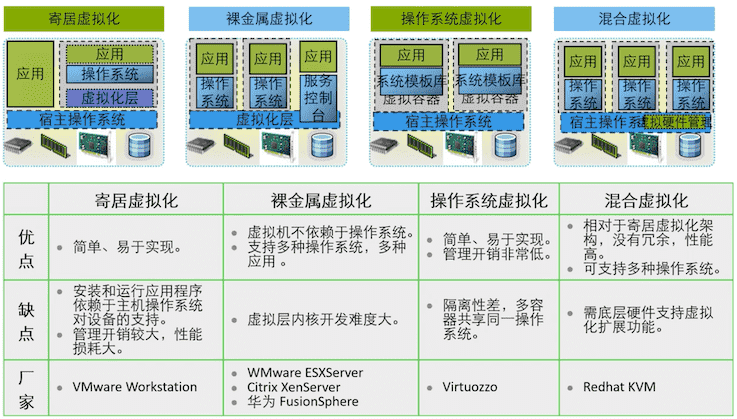 寄居虚拟化
裸金属虚拟化
操作系统虚拟化
混合虚拟化
应用
应用
操作系统
虚拟化层
宿主操作系统
应用
应用
应用
操作
系统
操作
系统
服务
控制
台
虚拟化层
应用
应用
系统模板库
系统模板库
虚拟容器
虚拟容器
宿主操作系统
应用
应用
应用
操作
系统
操作
系统
操作
系统
宿主操作系
虚拟硬件管理
寄居虚拟化
裸金属虚拟化
操作系统虚拟化
混合虚拟化
优
点
• 简单、易于实现。
• 虚拟机不依赖于操作系统。
• 支持多种操作系统，多种
应用 。
• 简单、易于实现。
• 管理开销非常低。
• 相对于寄居虚拟化架
构，没有冗余，性能
高。
• 可支持多种操作系统。
缺
点
• 安装和运行应用程序
依赖于主机操作系统
对设备的支持。
• 管理开销较大，性能
损耗大。
• 虚拟层内核开发难度大。
• 隔离性差，多容
器共享同一操作
系统。
• 需底层硬件支持虚拟
化扩展功能。
厂
家
• VMware Workstation
• WMware ESXServer
• Citrix XenServer
• 华为 FusionSphere
• Virtuozzo
• Redhat KVM